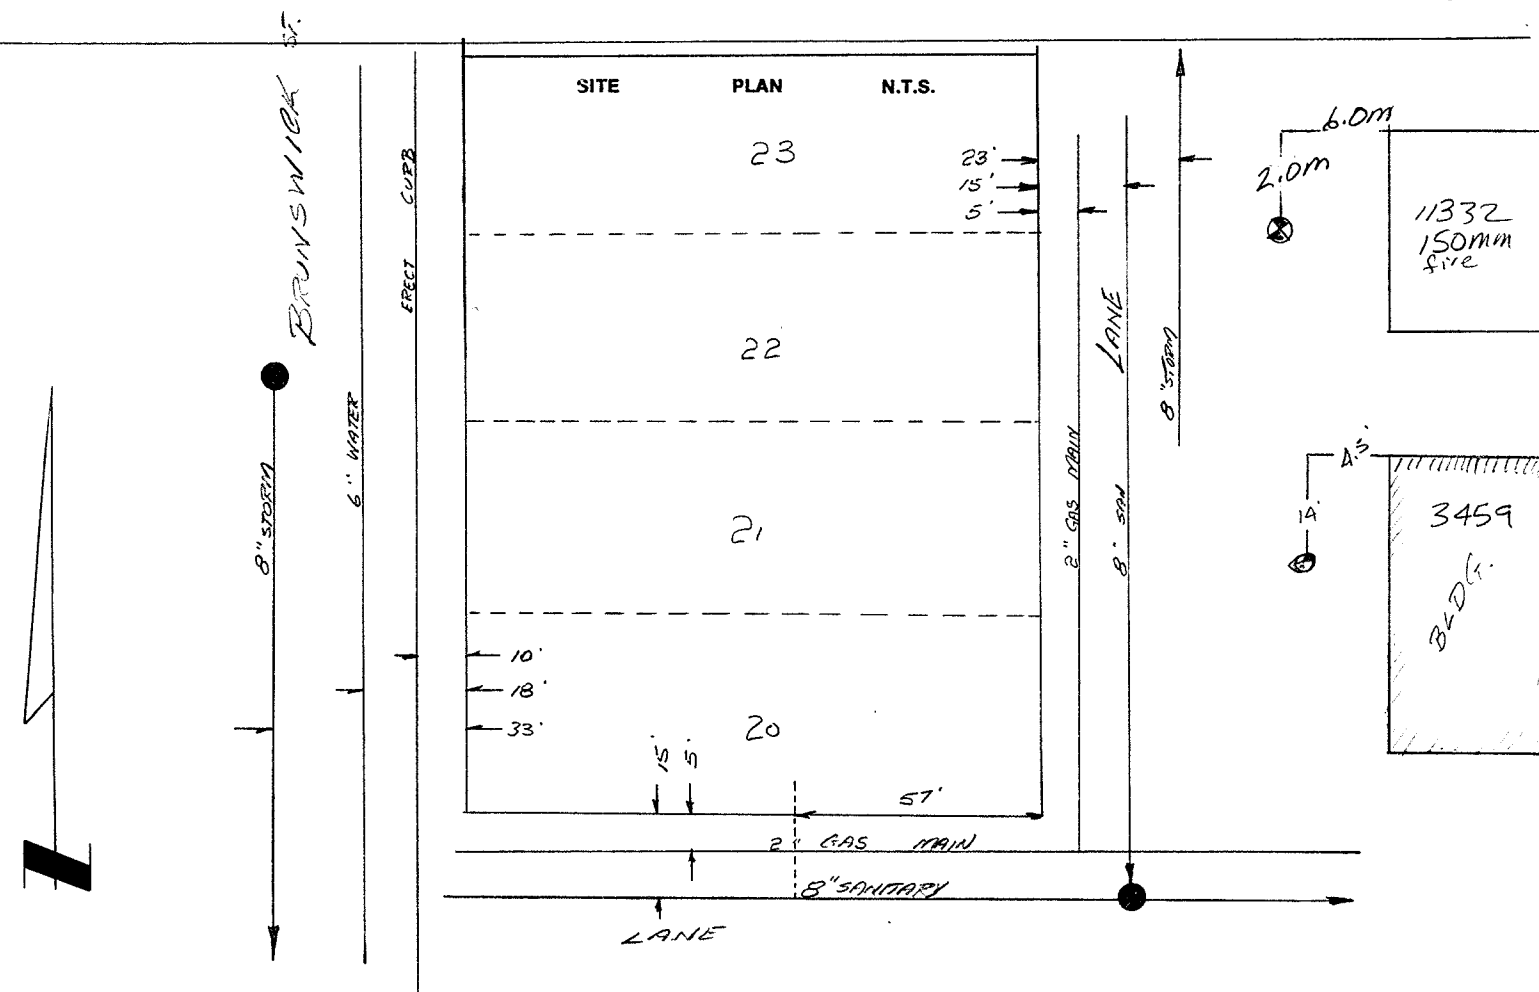 BRUNSWICK ST.
SITE PLAN N.T.S.
23
23'
15'
5'
6.0m
2.0m
11332
150mm
fire
ERECT CURB
22
LANE
8" STORM
6" WATER
8" STORM
2" GAS MAIN
8" SAN
21
4.5'
14'
3459
BLDG.
10'
18'
33'
20
15'
5'
57'
2" GAS MAIN
8" SANITARY
LANE
N